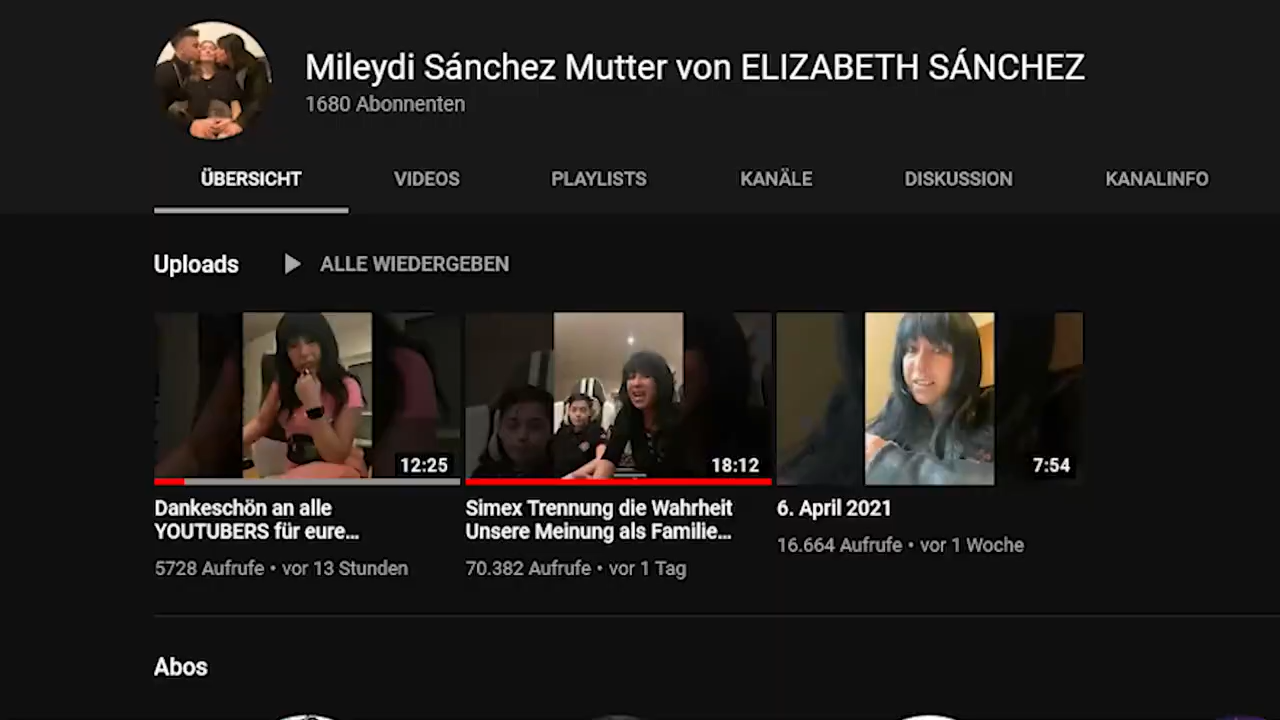 Mileydi Sánchez Mutter von ELIZABETH SÁNCHEZ
1680 Abonnenten
ÜBERSICHT VIDEOS PLAYLISTS KANÄLE DISKUSSION KANALINFO
Uploads ALLE WIEDERGEBEN
12:25 18:12 7:54
Dankeschön an alle
YOUTUBERS für eure...
5728 Aufrufe • vor 13 Stunden
Simex Trennung die Wahrheit
Unsere Meinung als Familie...
70.382 Aufrufe • vor 1 Tag
6. April 2021
16.664 Aufrufe • vor 1 Woche
Abos